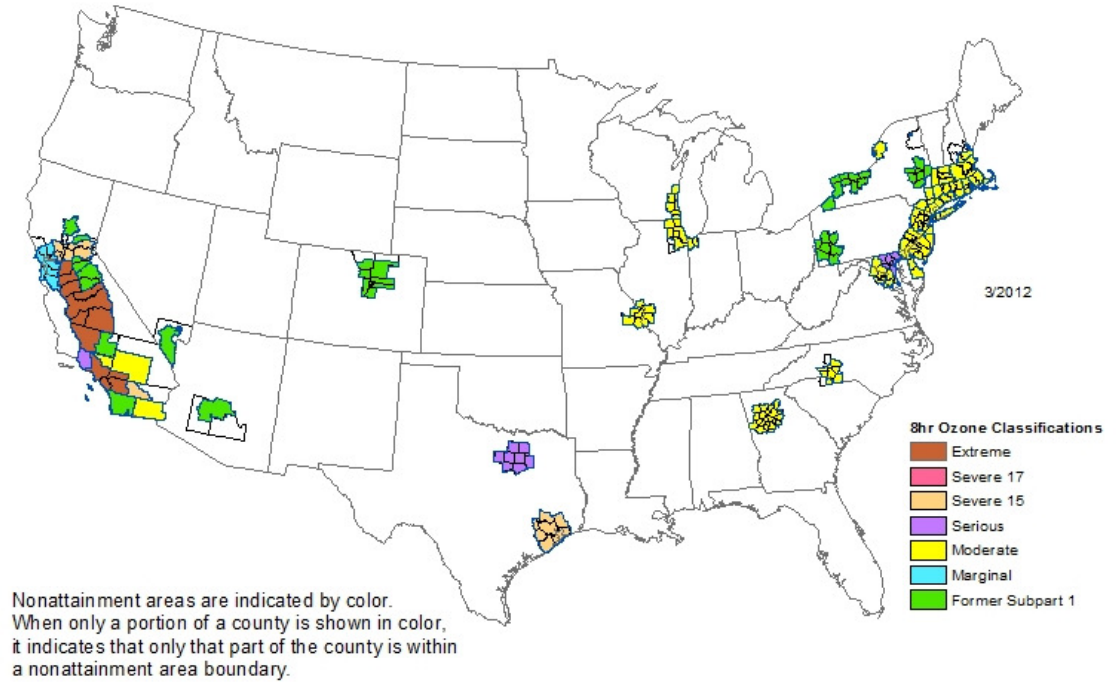 3/2012
8hr Ozone Classifications
Extreme
Severe 17
Severe 15
Serious
Moderate
Marginal
Former Subpart 1
Nonattainment areas are indicated by color.
When only a portion of a county is shown in color,
it indicates that only that part of the county is within
a nonattainment area boundary.